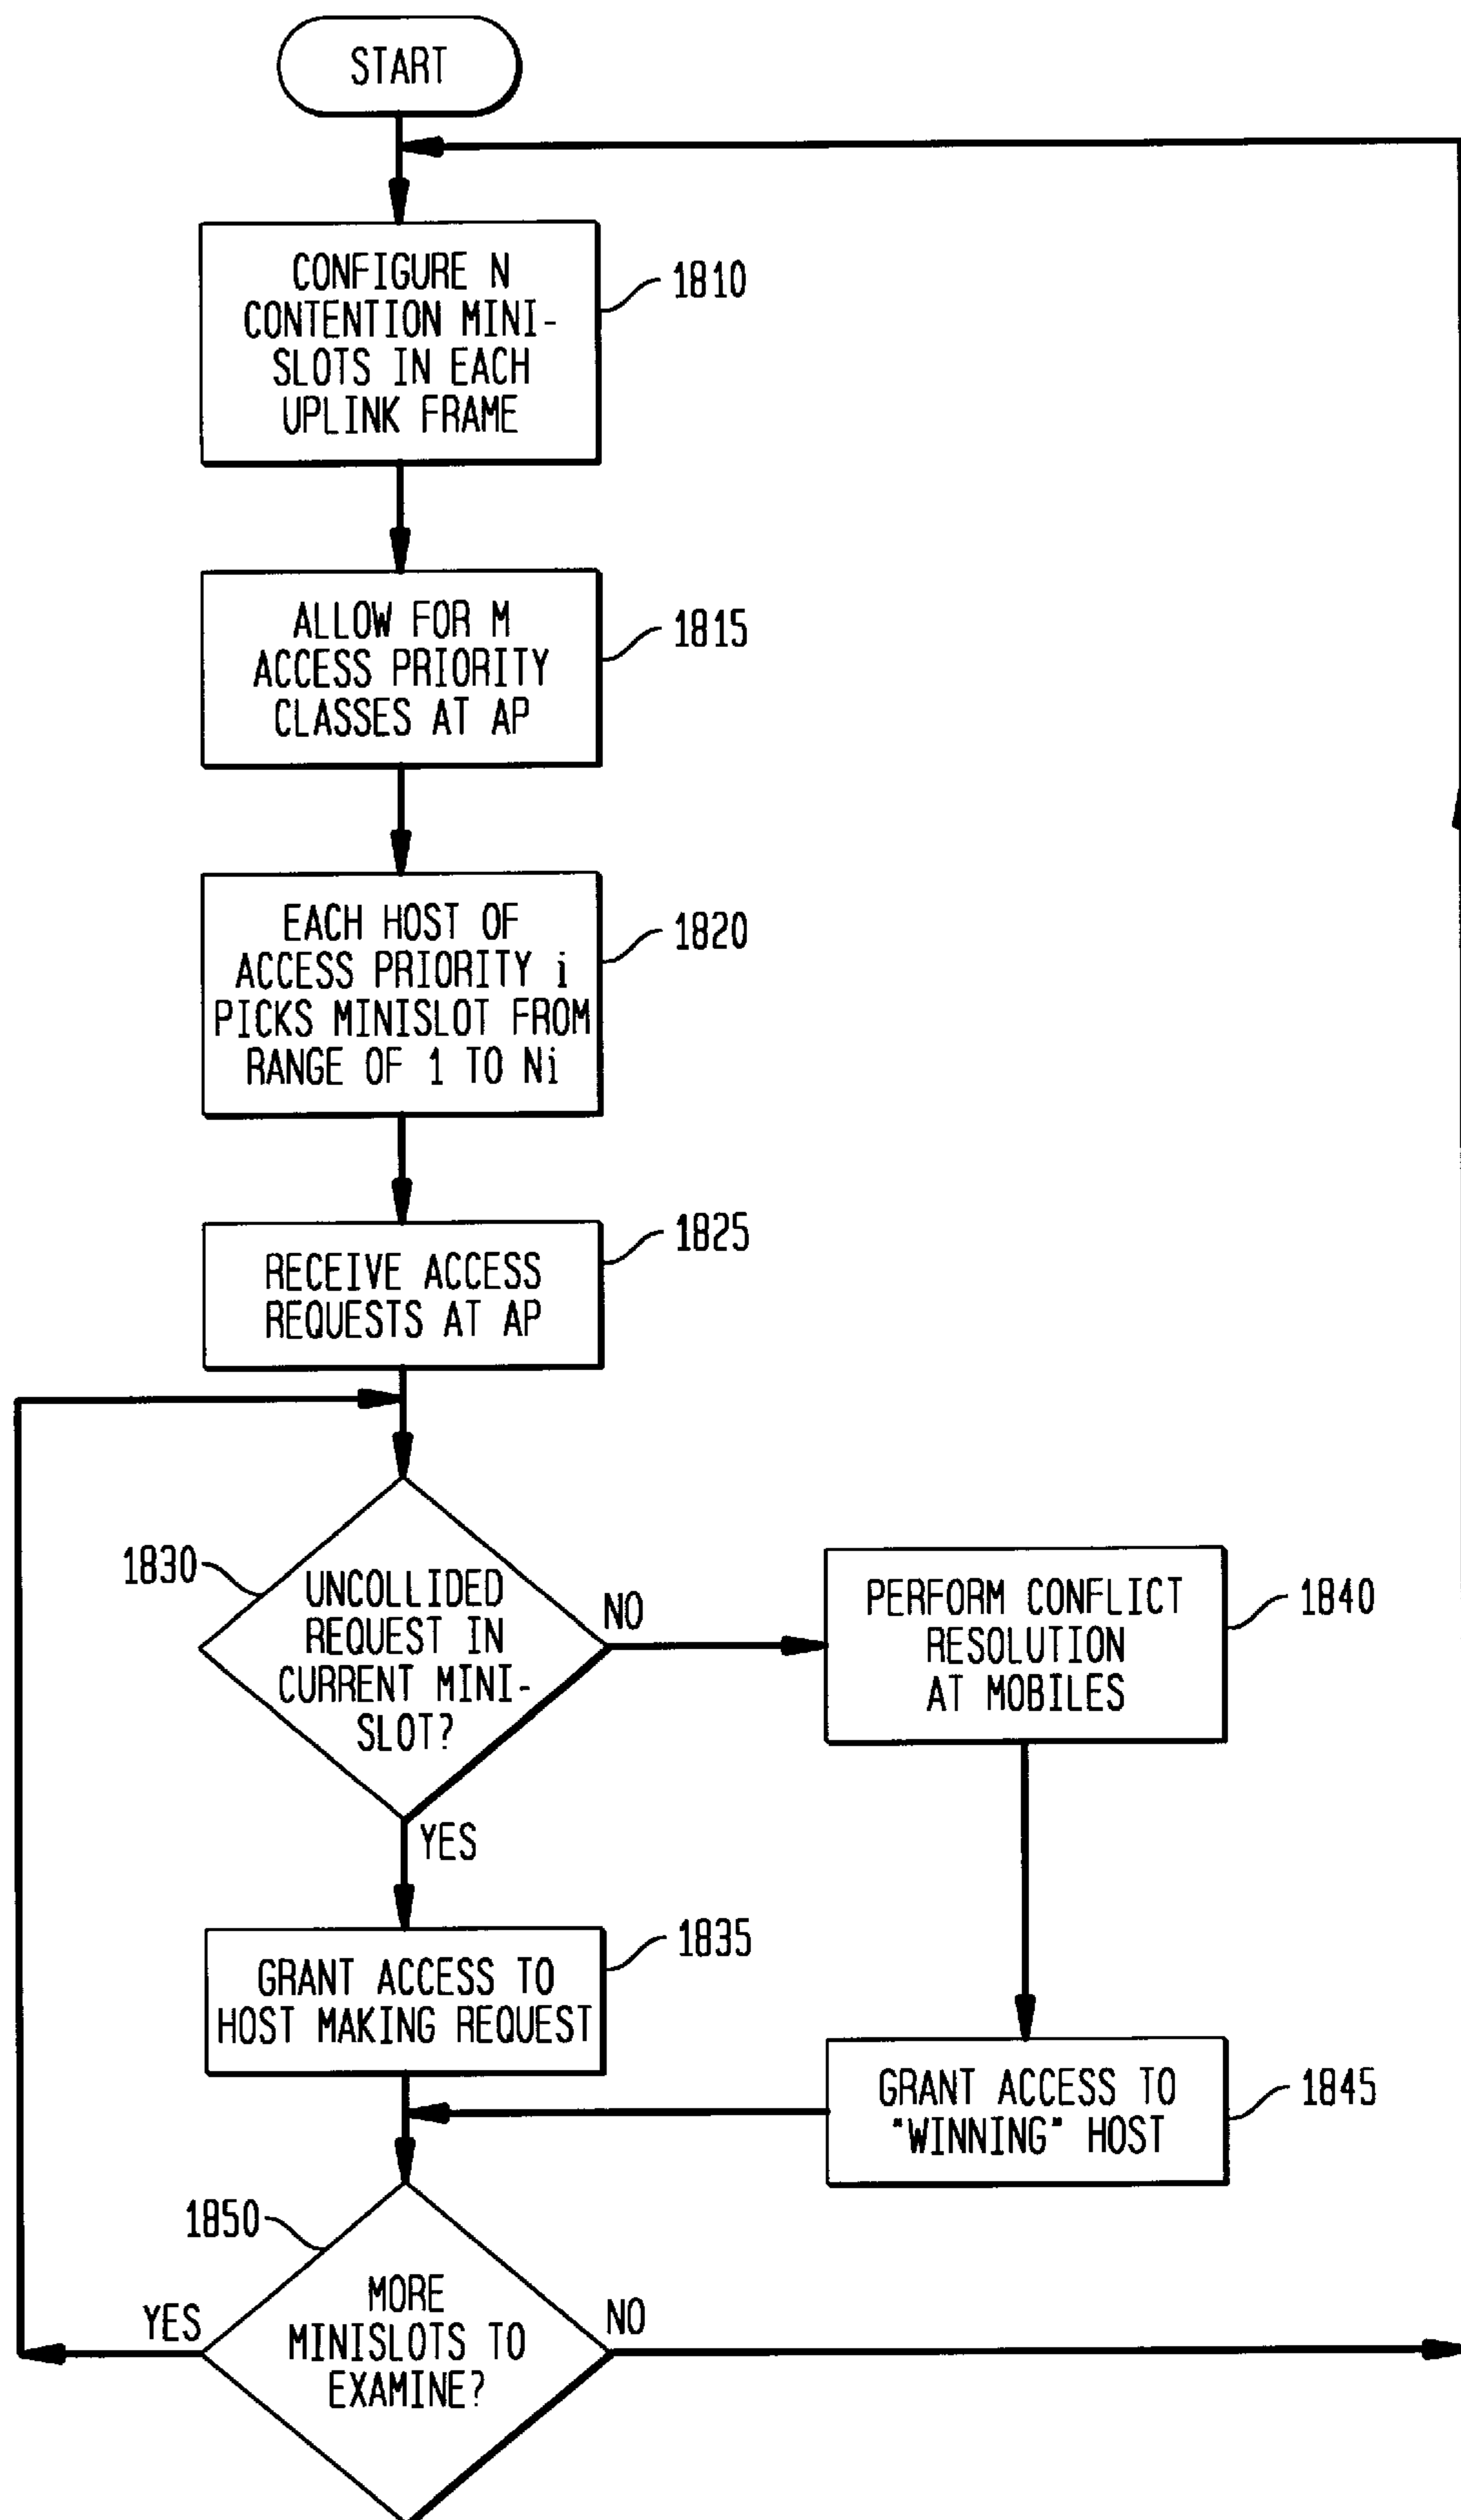 START
CONFIGURE N
CONTENTION MINI-
SLOTS IN EACH
UPLINK FRAME
1810
ALLOW FOR M
ACCESS PRIORITY
CLASSES AT AP
1815
EACH HOST OF
ACCESS PRIORITY i
PICKS MINISLOT FROM
RANGE OF 1 TO Ni
1820
RECEIVE ACCESS
REQUESTS AT AP
1825
1830
UNCOLLIDED
REQUEST IN
CURRENT MINI-
SLOT?
NO
YES
PERFORM CONFLICT
RESOLUTION
AT MOBILES
1840
GRANT ACCESS TO
HOST MAKING REQUEST
1835
GRANT ACCESS TO
"WINNING" HOST
1845
1850
MORE
MINISLOTS TO
EXAMINE?
YES
NO